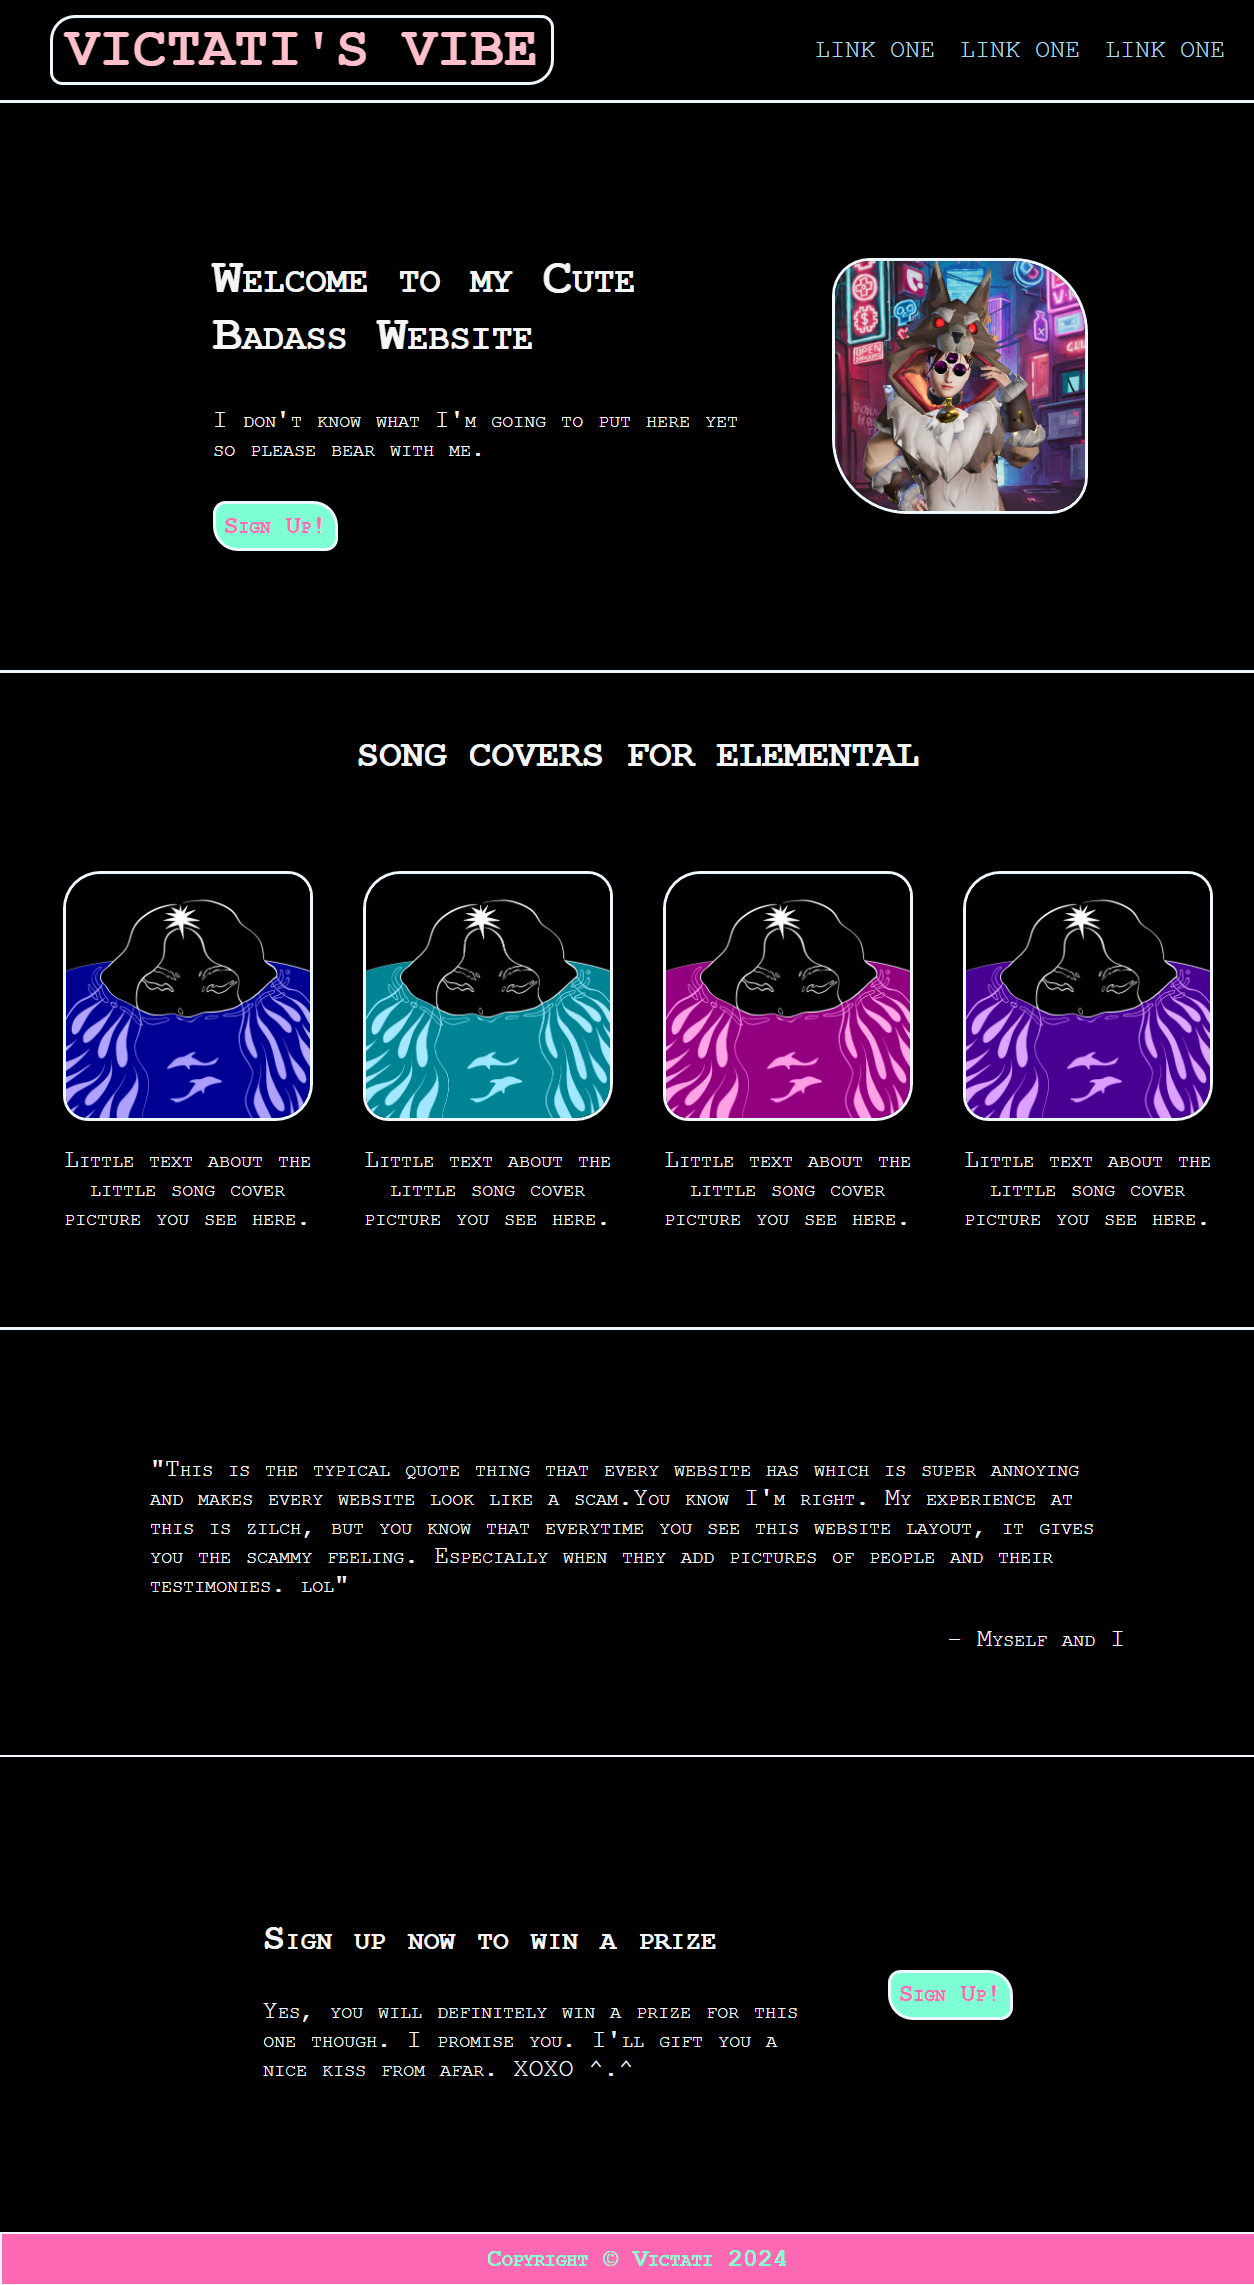 VICTATI'S VIBE
LINK ONE LINK ONE LINK ONE
Welcome to my Cute
Badass Website
I don't know what I'm going to put here yet
so please bear with me.
Sign Up!
OPEN
SONG COVERS FOR ELEMENTAL
Little text about the
little song cover
picture you see here.
Little text about the
little song cover
picture you see here.
Little text about the
little song cover
picture you see here.
Little text about the
little song cover
picture you see here.
"This is the typical quote thing that every website has which is super annoying
and makes every website look like a scam.You know I'm right. My experience at
this is zilch, but you know that everytime you see this website layout, it gives
you the scammy feeling. Especially when they add pictures of people and their
testimonies. lol"
- Myself and I
Sign up now to win a prize
Yes, you will definitely win a prize for this
one though. I promise you. I'll gift you a
nice kiss from afar. XOXO ^.^
Sign Up!
Copyright © Victati 2024